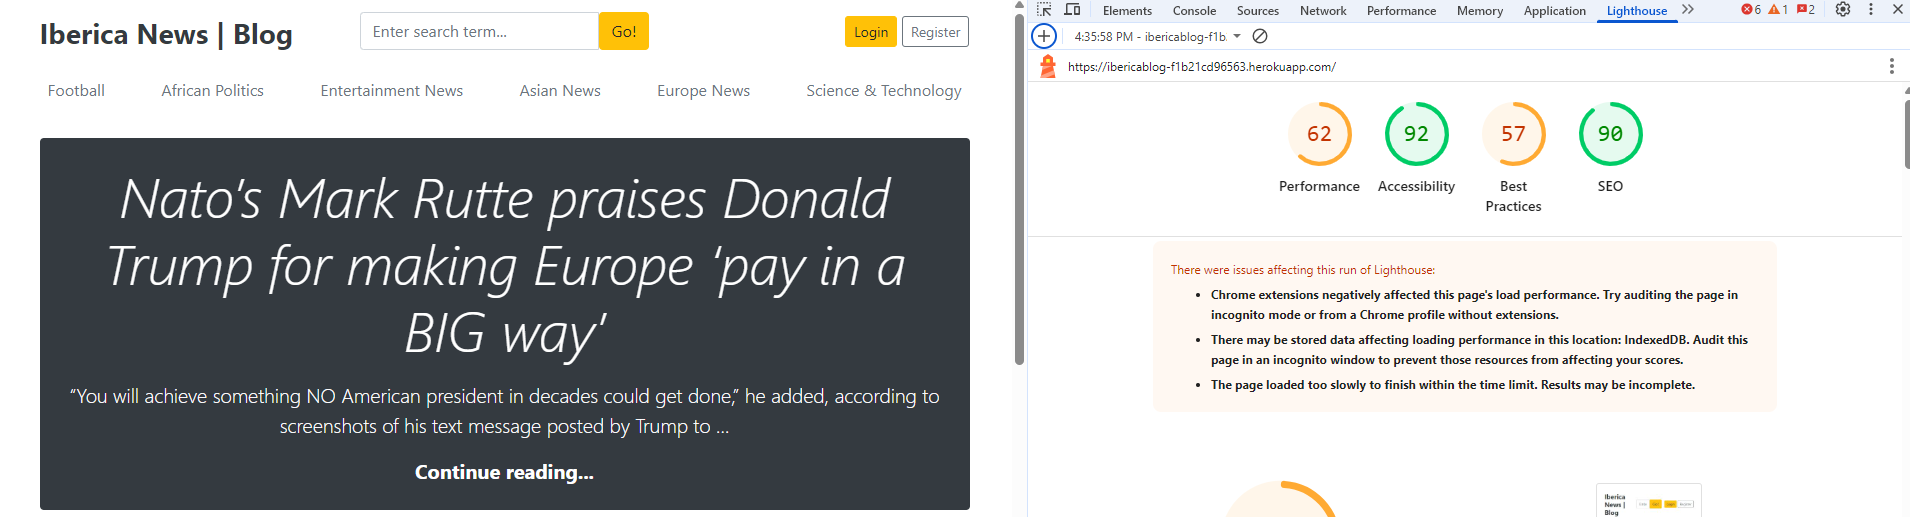 Iberica News | Blog
Enter search term...
Go!
Login
Register
Football
African Politics
Entertainment News
Asian News
Europe News
Science & Technology
Nato's Mark Rutte praises Donald
Trump for making Europe ‘pay in a
BIG way’
“You will achieve something NO American president in decades could get done,” he added, according to
screenshots of his text message posted by Trump to ...
Continue reading...
Elements
Console
Sources
Network
Performance
Memory
Application
Lighthouse
6
1
2
4:35:58 PM - ibericablog-f1b
https://ibericablog-f1b21cd96563.herokuapp.com/
62
92
57
90
Performance
Accessibility
Best
Practices
SEO
There were issues affecting this run of Lighthouse:
• Chrome extensions negatively affected this page's load performance. Try auditing the page in
incognito mode or from a Chrome profile without extensions.
• There may be stored data affecting loading performance in this location: IndexedDB. Audit this
page in an incognito window to prevent those resources from affecting your scores.
• The page loaded too slowly to finish within the time limit. Results may be incomplete.
Iberica
News |
Blog